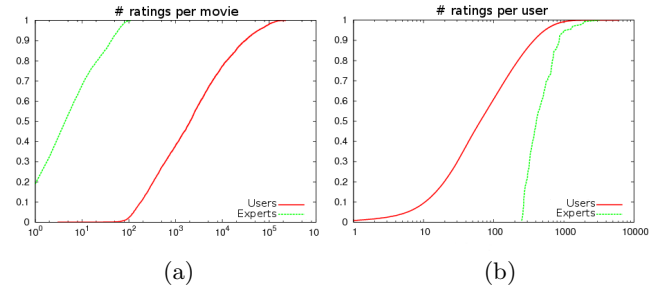 # ratings per movie
1
0.9
0.8
0.7
0.6
0.5
0.4
0.3
0.2
0.1
0
Users
Experts
10^0 10^1 10^2 10^3 10^4 10^5 10
(a)
# ratings per user
1
0.9
0.8
0.7
0.6
0.5
0.4
0.3
0.2
0.1
0
Users
Experts
1 10 100 1000 10000
(b)